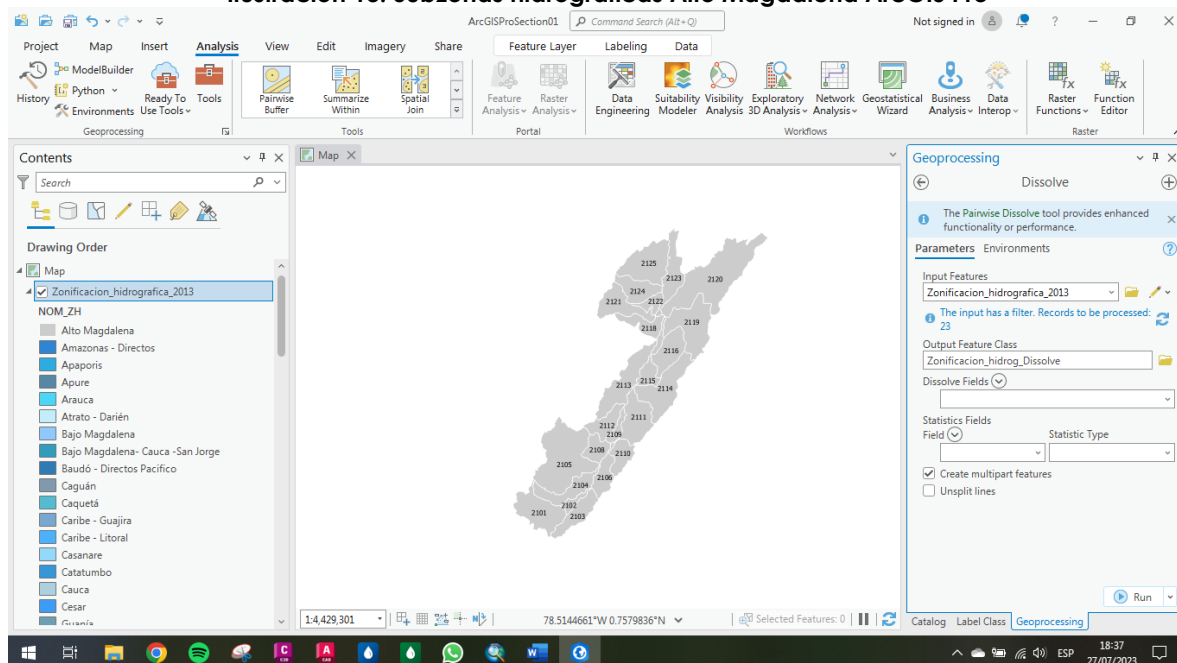 Ilustración 10. Subzonas hidrográficas Alto Magdalena ArcGISPro
ArcGISProSection01
Command Search (Alt+Q)
Not signed in
Project Map Insert Analysis View Edit Imagery Share Feature Layer Labeling Data
History
ModelBuilder
Python
Environments
Ready To Use Tools
Tools
Geoprocessing
Pairwise Buffer
Summarize Within
Spatial Join
Tools
Feature Analysis
Raster Analysis
Portal
Data Engineering
Suitability Modeler
Visibility Analysis
Exploratory 3D Analysis
Network Analysis
Geostatistical Wizard
Business Analysis
Data Interop
Workflows
Raster Functions
Function Editor
Raster
Contents
Search
Drawing Order
Map
Zonificacion_hidrografica_2013
NOM_ZH
Alto Magdalena
Amazonas - Directos
Apaporis
Apure
Arauca
Atrato - Darién
Bajo Magdalena
Bajo Magdalena- Cauca -San Jorge
Baudó - Directos Pacifico
Caguán
Caquetá
Caribe - Guajira
Caribe - Litoral
Casanare
Catatumbo
Cauca
Cesar
Guanía
Map
2125
2123
2120
2124
2121
2122
2119
2118
2116
2115
2113
2114
2111
2112
2109
2108
2110
2105
2106
2104
2102
2101
2103
1:4,429,301
78.5144661°W 0.7579836°N
Selected Features: 0
Geoprocessing
Dissolve
The Pairwise Dissolve tool provides enhanced
functionality or performance.
Parameters Environments
Input Features
Zonificacion_hidrografica_2013
The input has a filter. Records to be processed:
23
Output Feature Class
Zonificacion_hidrog_Dissolve
Dissolve Fields
Statistics Fields
Field Statistic Type
Create multipart features
Unsplit lines
Run
Catalog Label Class Geoprocessing
ESP
18:37
27/07/2023